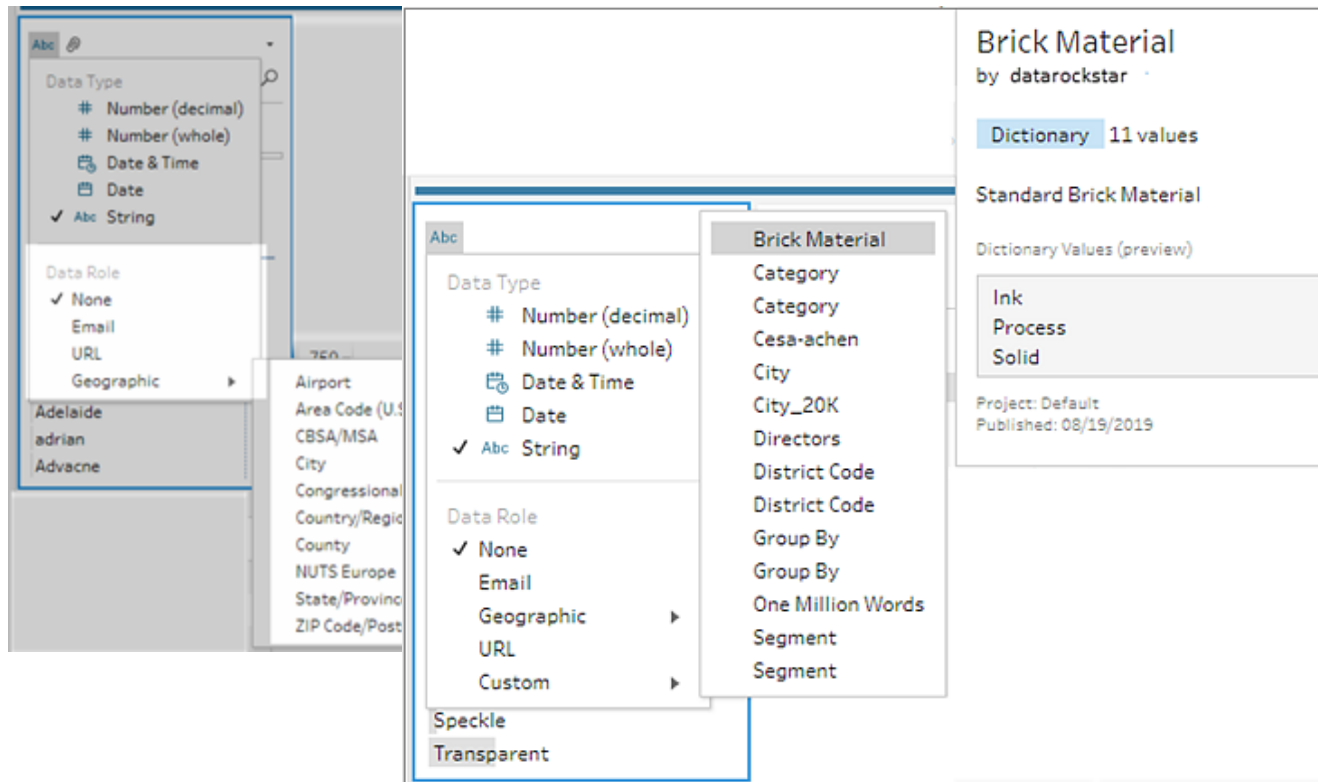 Abc
Data Type
# Number (decimal)
# Number (whole)
Date & Time
Date
✓ Abc String
Data Role
✓ None
Email
URL
Geographic
Adelaide
adrian
Advacne
750
Airport
Area Code (U.S
CBSA/MSA
City
Congressional
Country/Regio
County
NUTS Europe
State/Provinc
ZIP Code/Post
Abc
Data Type
# Number (decimal)
# Number (whole)
Date & Time
Date
✓ Abc String
Data Role
✓ None
Email
Geographic
URL
Custom
Speckle
Transparent
Brick Material
Category
Category
Cesa-achen
City
City_20K
Directors
District Code
District Code
Group By
Group By
One Million Words
Segment
Segment
Brick Material
by datarockstar
Dictionary 11 values
Standard Brick Material
Dictionary Values (preview)
Ink
Process
Solid
Project: Default
Published: 08/19/2019